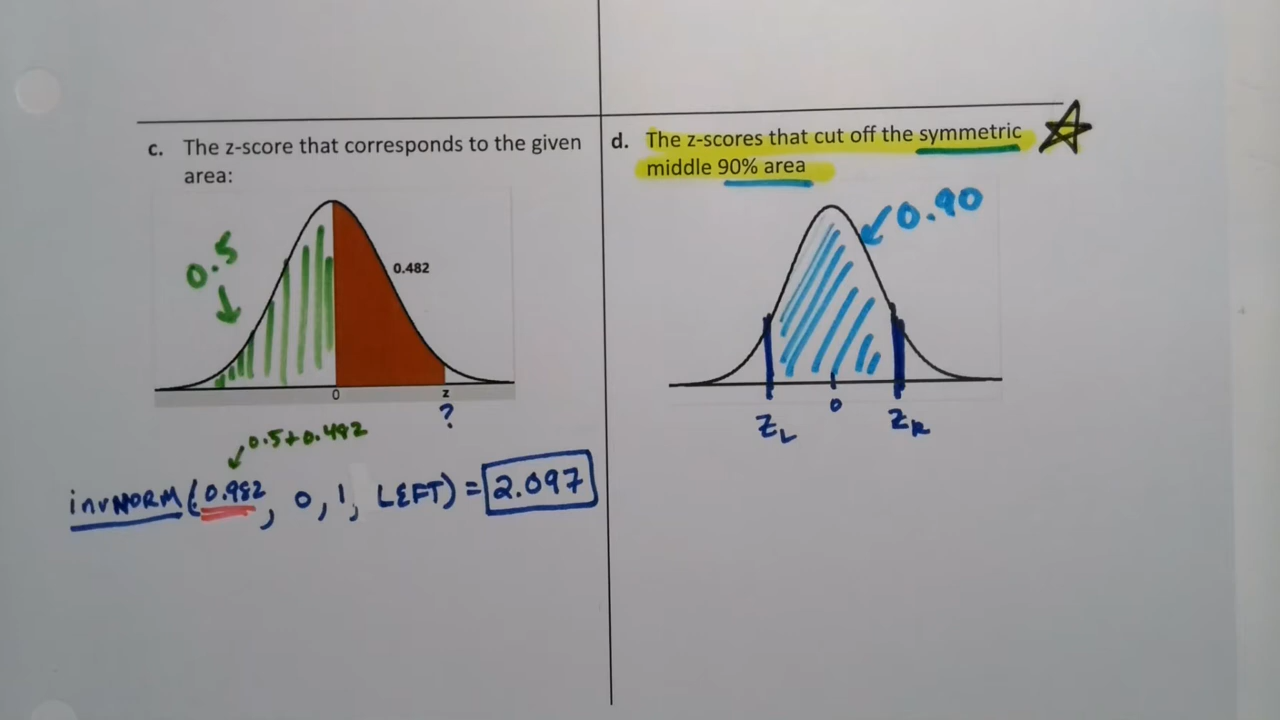 c. The z-score that corresponds to the given
area:
0.5
0.482
0
z
?
0.5+0.482
invNORM(0.982, 0, 1, LEFT) = 2.097
d. The z-scores that cut off the symmetric
middle 90% area
0.90
0
ZL
ZR